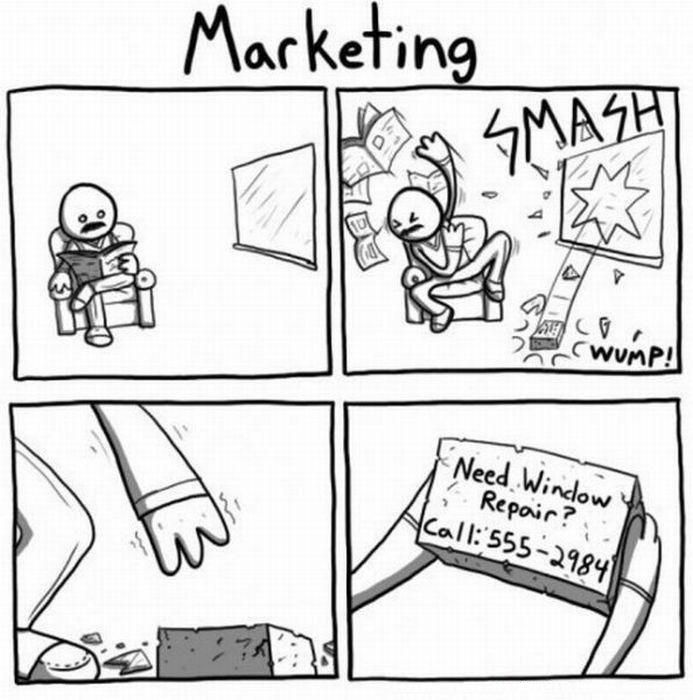 Marketing
SMASH
WUMP!
Need Window
Repair?
Call: 555-2984